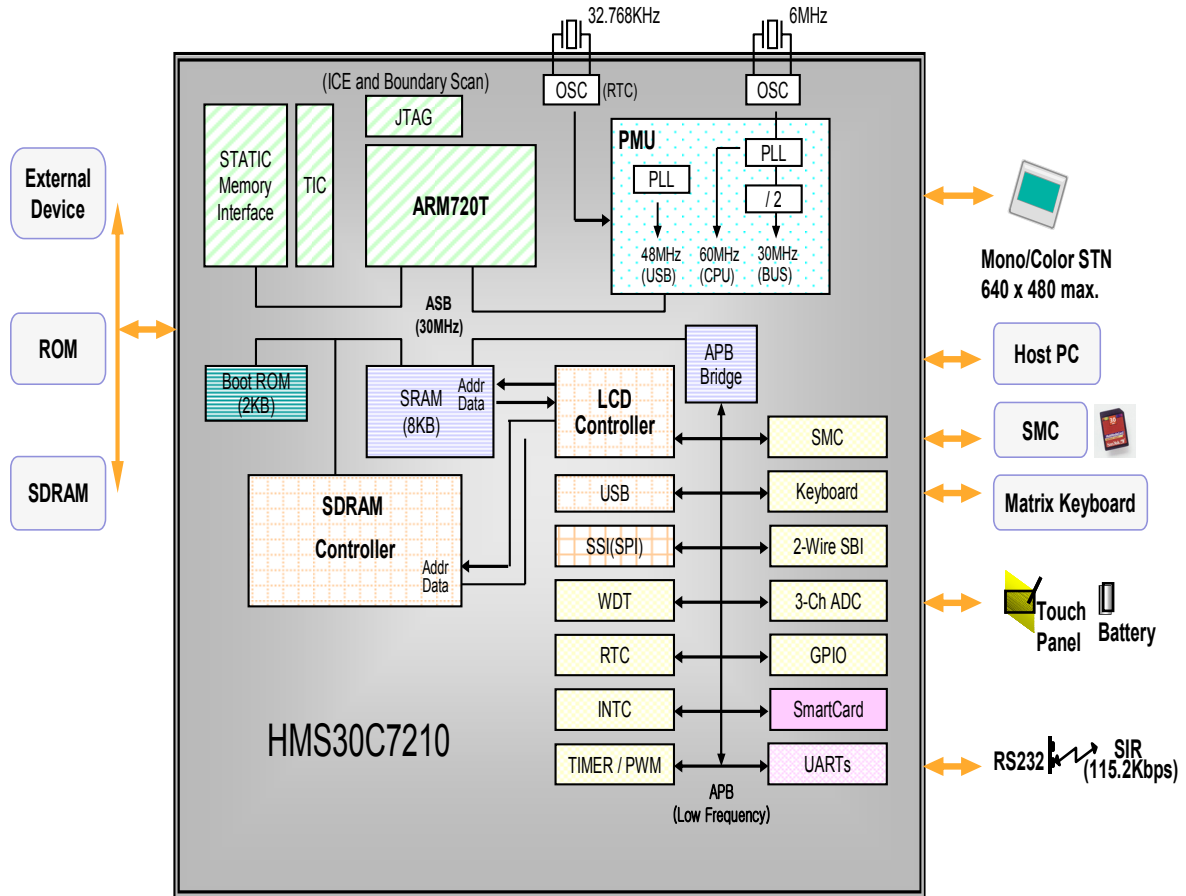 32.768KHz
6MHz
(ICE and Boundary Scan)
OSC
(RTC)
OSC
JTAG
STATIC
Memory
Interface
TIC
ARM720T
PMU
PLL
PLL
/ 2
48MHz
(USB)
60MHz
(CPU)
30MHz
(BUS)
External
Device
ROM
SDRAM
ASB
(30MHz)
Boot ROM
(2KB)
SRAM
(8KB)
Addr
Data
LCD
Controller
APB
Bridge
SDRAM
Controller
Addr
Data
USB
SSI(SPI)
WDT
RTC
INTC
TIMER / PWM
SMC
Keyboard
2-Wire SBI
3-Ch ADC
GPIO
SmartCard
UARTs
APB
(Low Frequency)
HMS30C7210
Mono/Color STN
640 x 480 max.
Host PC
SMC
Matrix Keyboard
Touch
Panel
Battery
RS232
SIR
(115.2Kbps)